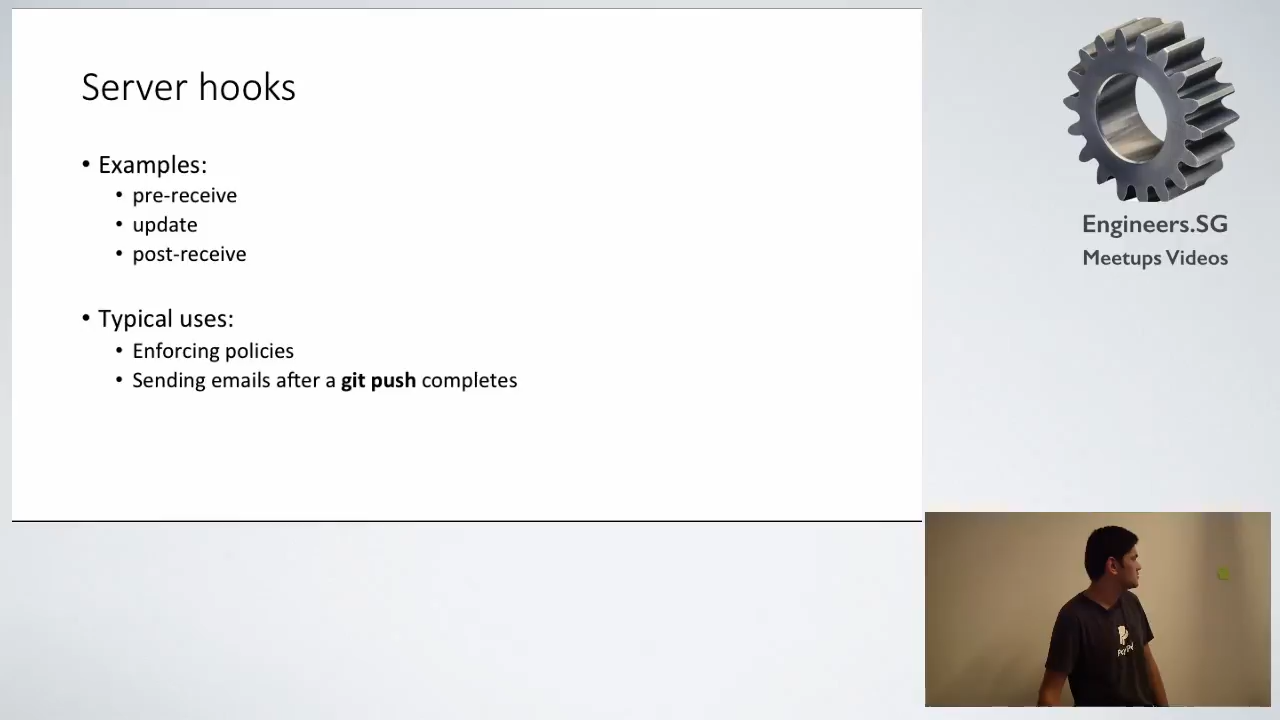 Server hooks
• Examples:
• pre-receive
• update
• post-receive
• Typical uses:
• Enforcing policies
• Sending emails after a git push completes
Engineers.SG
Meetups Videos
PayPal